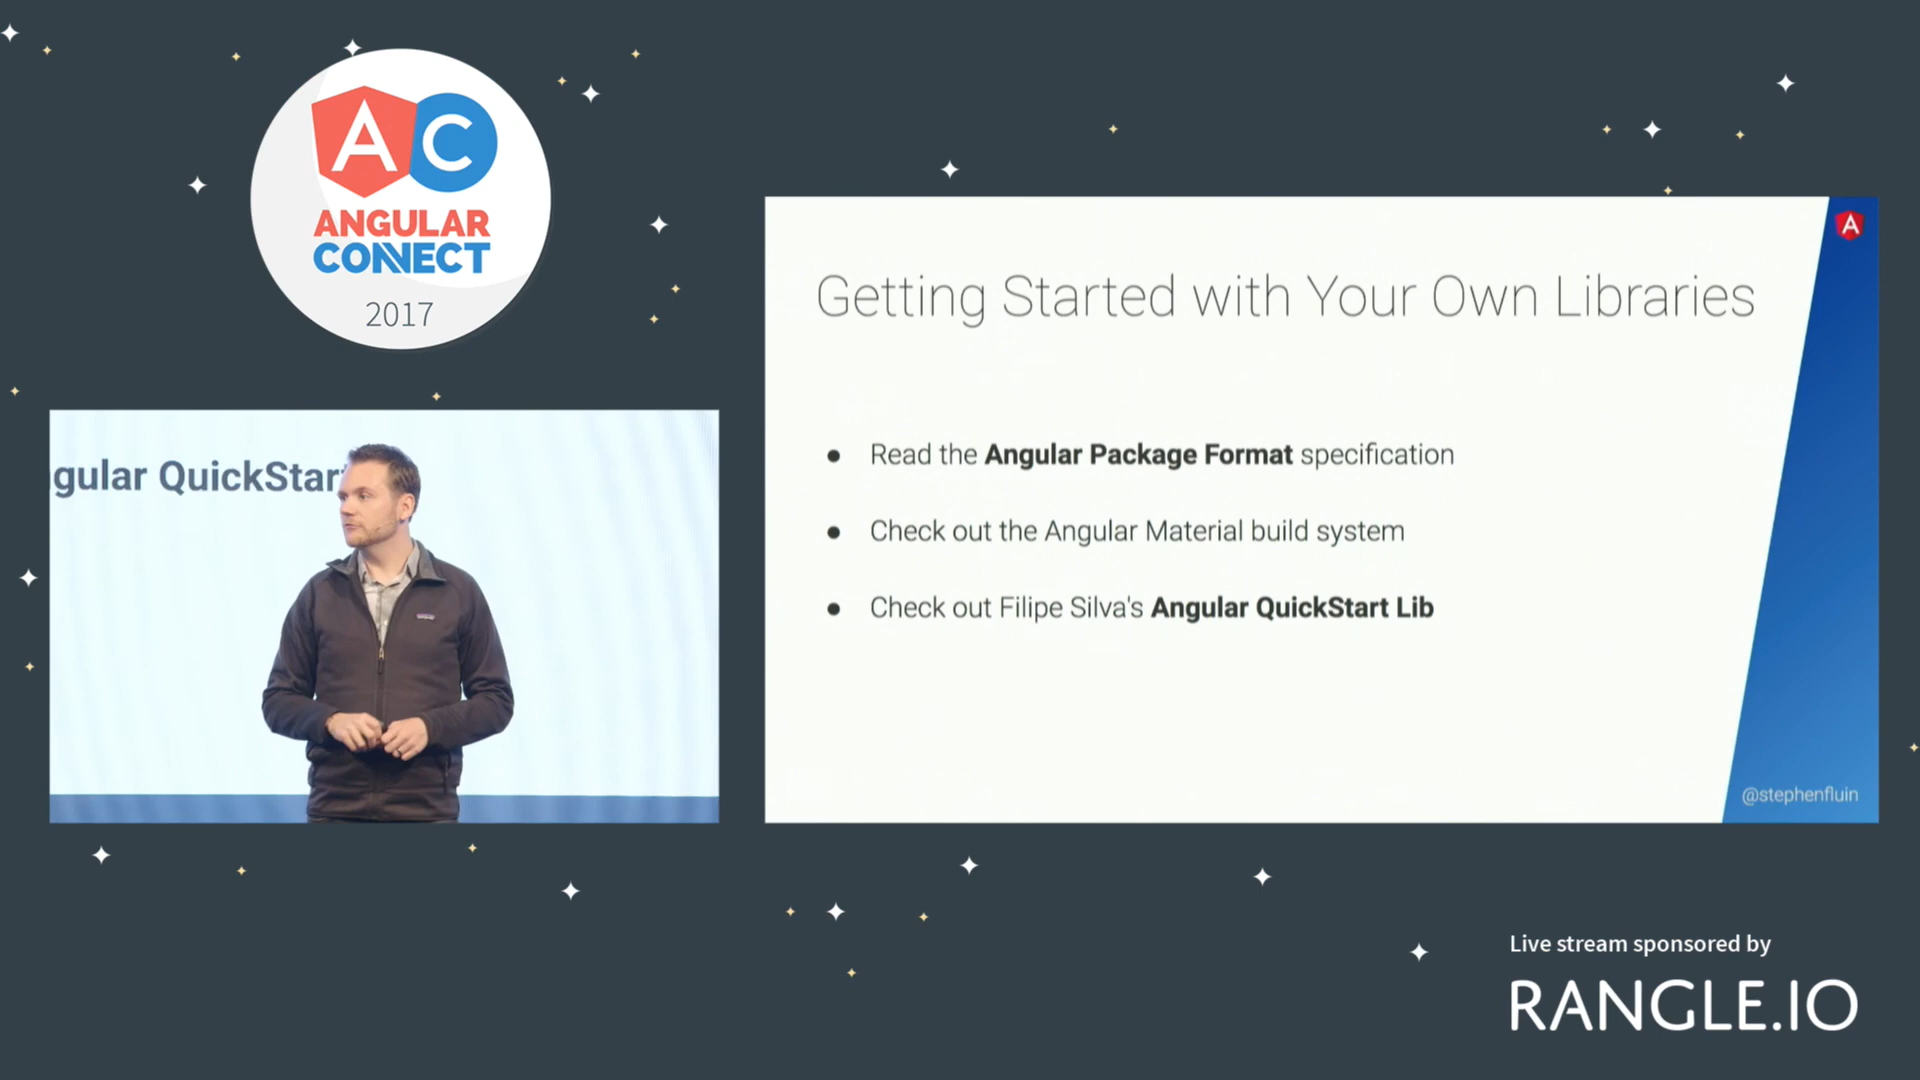 AC
ANGULAR
CONNECT
2017
gular QuickStar
Getting Started with Your Own Libraries
● Read the Angular Package Format specification
● Check out the Angular Material build system
● Check out Filipe Silva's Angular QuickStart Lib
A
@stephenfluin
Live stream sponsored by
RANGLE.IO